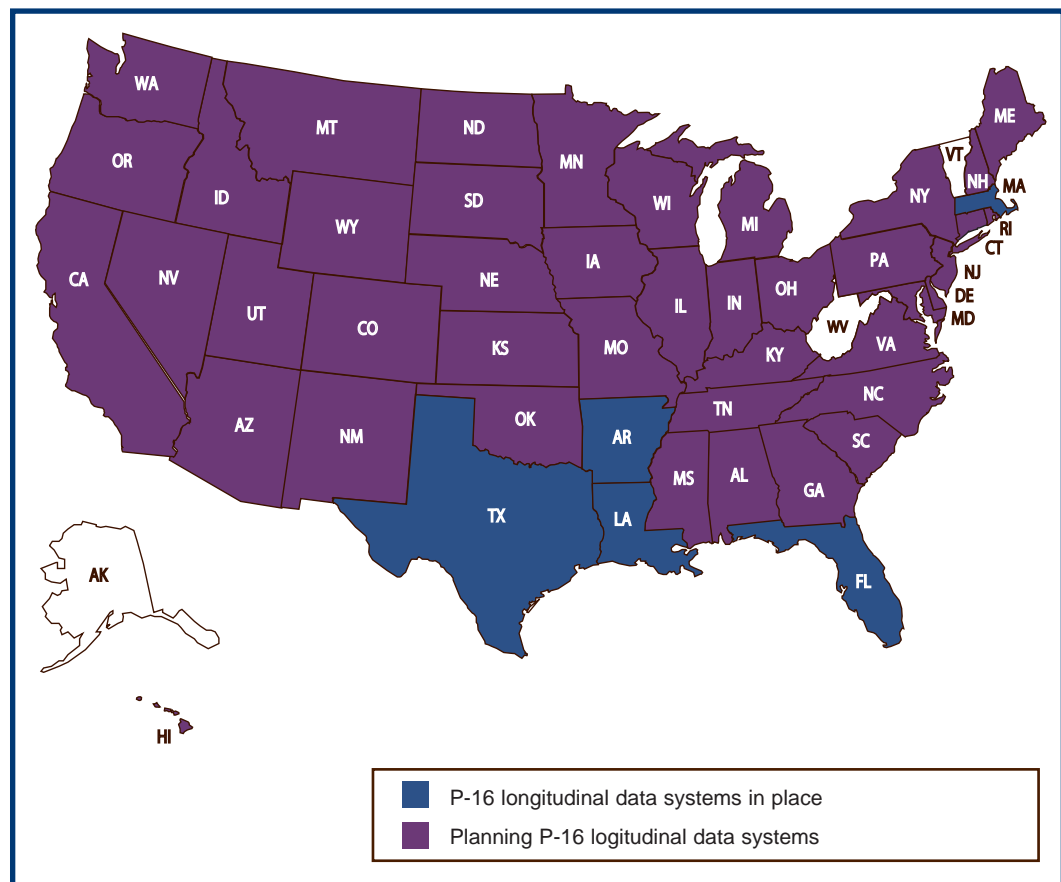 WA
MT
ND
MN
ME
VT
NH
MA
OR
ID
SD
WI
NY
MI
RI
CT
WY
IA
PA
NJ
CA
NV
NE
IL
IN
OH
DE
MD
UT
CO
WV
VA
KS
MO
KY
NC
TN
AZ
NM
OK
AR
SC
MS
AL
GA
TX
LA
FL
AK
HI
P-16 longitudinal data systems in place
Planning P-16 logitudinal data systems